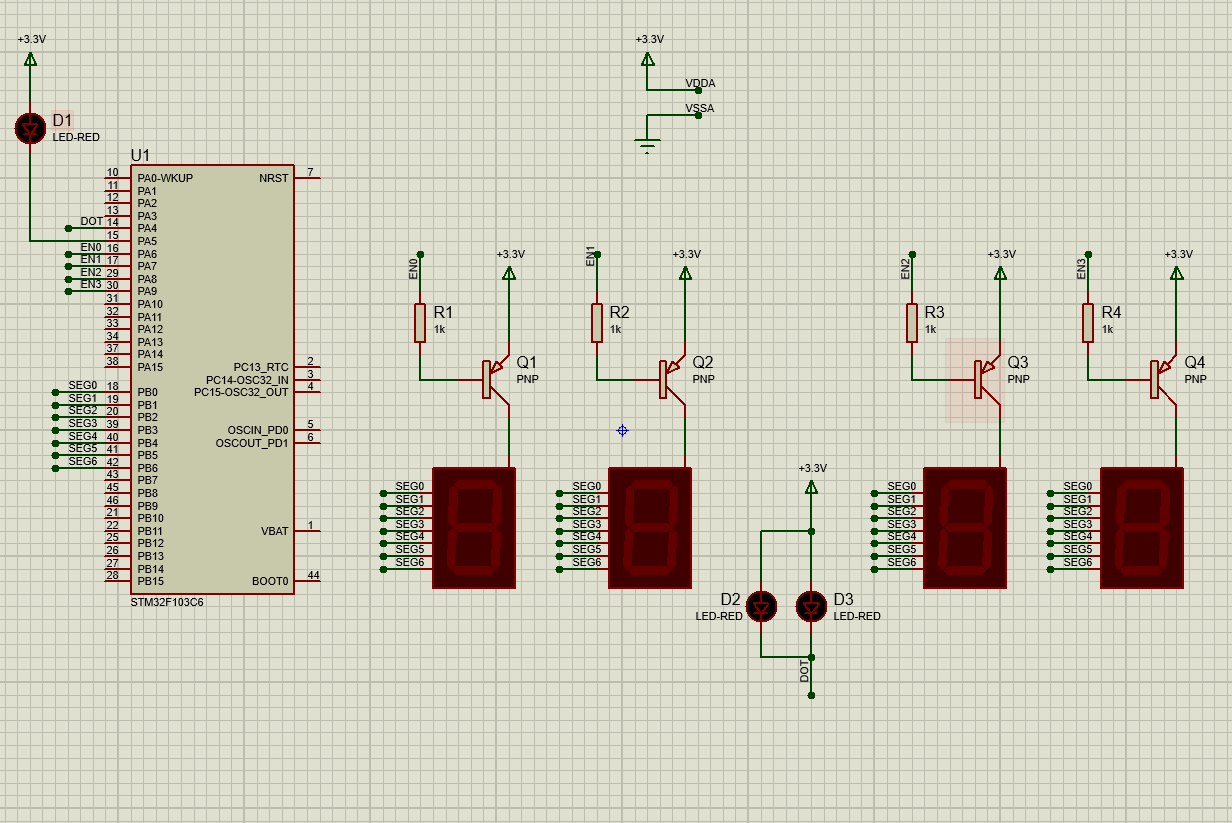 +3.3V
D1
LED-RED
+3.3V
VDDA
VSSA
U1
10 PA0-WKUP NRST 7
11 PA1
12 PA2
13 PA3
DOT 14 PA4
15 PA5
EN0 16 PA6
EN1 17 PA7
EN2 29 PA8
EN3 30 PA9
31 PA10
32 PA11
33 PA12
34 PA13
37 PA14
38 PA15 PC13_RTC 2
PC14-OSC32_IN 3
SEG0 18 PB0 PC15-OSC32_OUT 4
SEG1 19 PB1
SEG2 20 PB2
SEG3 39 PB3 OSCIN_PD0 5
SEG4 40 PB4 OSCOUT_PD1 6
SEG5 41 PB5
SEG6 42 PB6
43 PB7
45 PB8
46 PB9
21 PB10
22 PB11 VBAT 1
25 PB12
26 PB13
27 PB14
28 PB15 BOOT0 44
STM32F103C6
EN0
+3.3V
R1
1k
Q1
PNP
SEG0
SEG1
SEG2
SEG3
SEG4
SEG5
SEG6
EN1
+3.3V
R2
1k
Q2
PNP
SEG0
SEG1
SEG2
SEG3
SEG4
SEG5
SEG6
+3.3V
D2
LED-RED
D3
LED-RED
DOT
EN2
+3.3V
R3
1k
Q3
PNP
SEG0
SEG1
SEG2
SEG3
SEG4
SEG5
SEG6
EN3
+3.3V
R4
1k
Q4
PNP
SEG0
SEG1
SEG2
SEG3
SEG4
SEG5
SEG6